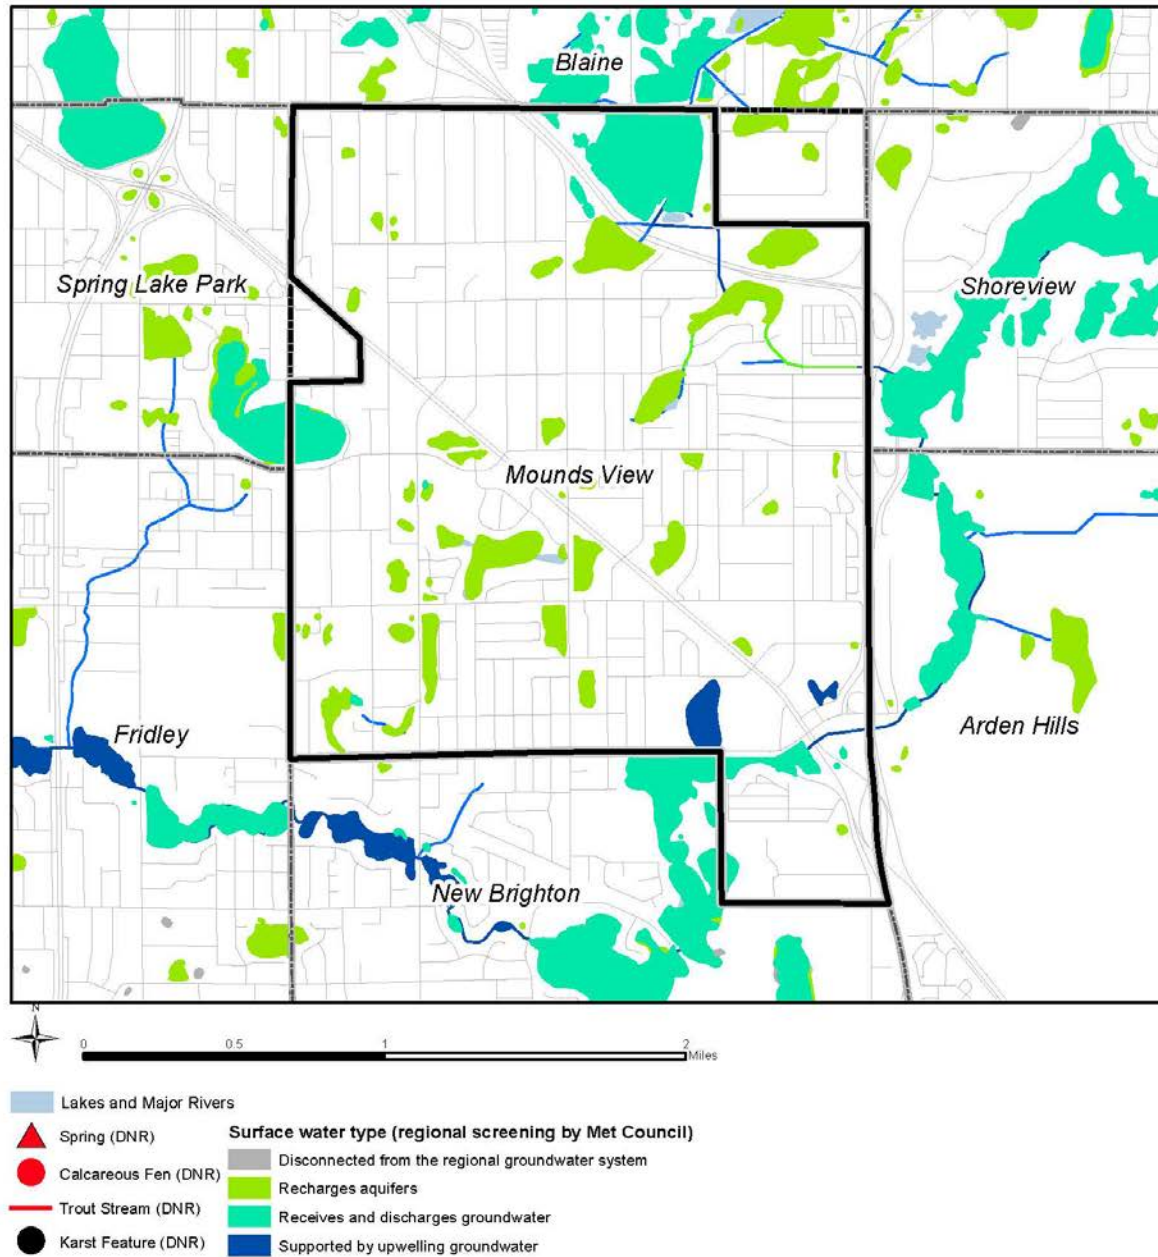 Blaine
Spring Lake Park
Shoreview
Mounds View
Fridley
Arden Hills
New Brighton
N
0 0.5 1 2
Miles
Lakes and Major Rivers
Spring (DNR)
Calcareous Fen (DNR)
Trout Stream (DNR)
Karst Feature (DNR)
Surface water type (regional screening by Met Council)
Disconnected from the regional groundwater system
Recharges aquifers
Receives and discharges groundwater
Supported by upwelling groundwater